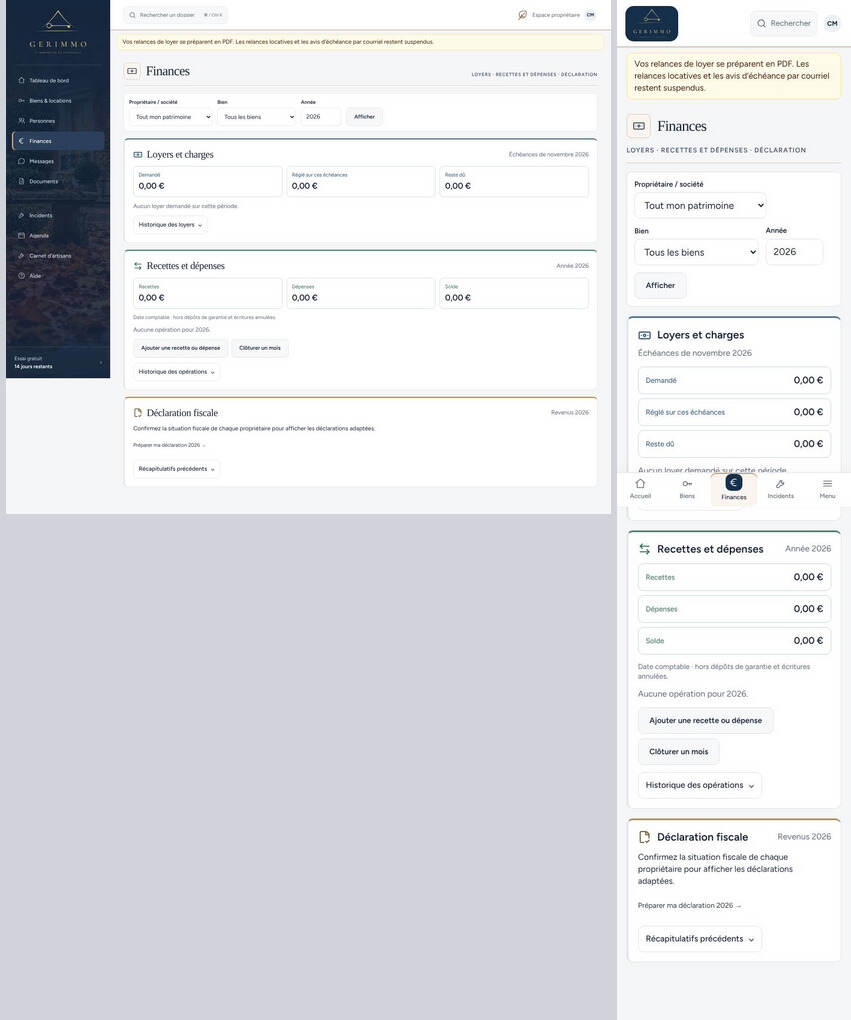 GERIMMO
Tableau de bord
Biens & locations
Personnes
Finances
Messages
Documents
Incidents
Agenda
Carnet d'artisans
Aide
Essai gratuit
14 jours restants
Rechercher un dossier
⌘ / Ctrl K
Espace propriétaire
CM
Vos relances de loyer se préparent en PDF. Les relances locatives et les avis d'échéance par courriel restent suspendus.
Finances
LOYERS · RECETTES ET DÉPENSES · DÉCLARATION
Propriétaire / société
Bien
Année
Tout mon patrimoine
Tous les biens
2026
Afficher
Loyers et charges
Échéances de novembre 2026
Demandé
0,00 €
Réglé sur ces échéances
0,00 €
Reste dû
0,00 €
Aucun loyer demandé sur cette période.
Historique des loyers
Recettes et dépenses
Année 2026
Recettes
0,00 €
Dépenses
0,00 €
Solde
0,00 €
Date comptable · hors dépôts de garantie et écritures annulées.
Aucune opération pour 2026.
Ajouter une recette ou dépense
Clôturer un mois
Historique des opérations
Déclaration fiscale
Revenus 2026
Confirmez la situation fiscale de chaque propriétaire pour afficher les déclarations adaptées.
Préparer ma déclaration 2026 →
Récapitulatifs précédents
GERIMMO
Rechercher
CM
Vos relances de loyer se préparent en PDF. Les
relances locatives et les avis d'échéance par courriel
restent suspendus.
Finances
LOYERS · RECETTES ET DÉPENSES · DÉCLARATION
Propriétaire / société
Tout mon patrimoine
Bien
Année
Tous les biens
2026
Afficher
Loyers et charges
Échéances de novembre 2026
Demandé
0,00 €
Réglé sur ces échéances
0,00 €
Reste dû
0,00 €
Aucun loyer demandé sur cette période.
Accueil
Biens
Finances
Incidents
Menu
Recettes et dépenses
Année 2026
Recettes
0,00 €
Dépenses
0,00 €
Solde
0,00 €
Date comptable · hors dépôts de garantie et écritures
annulées.
Aucune opération pour 2026.
Ajouter une recette ou dépense
Clôturer un mois
Historique des opérations
Déclaration fiscale
Revenus 2026
Confirmez la situation fiscale de chaque
propriétaire pour afficher les déclarations
adaptées.
Préparer ma déclaration 2026 →
Récapitulatifs précédents